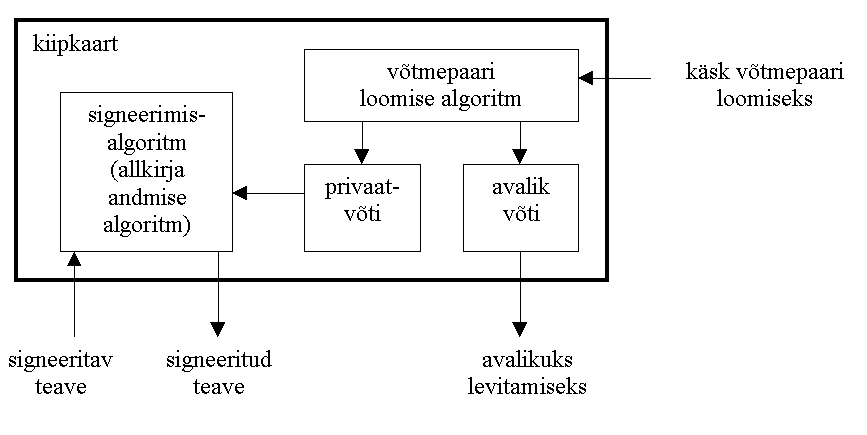 kiipkaart
võtmepaari
loomise algoritm
käsk võtmepaari
loomiseks
signeerimis-
algoritm
(allkirja
andmise
algoritm)
privaat-
võti
avalik
võti
signeeritav
teave
signeeritud
teave
avalikuks
levitamiseks